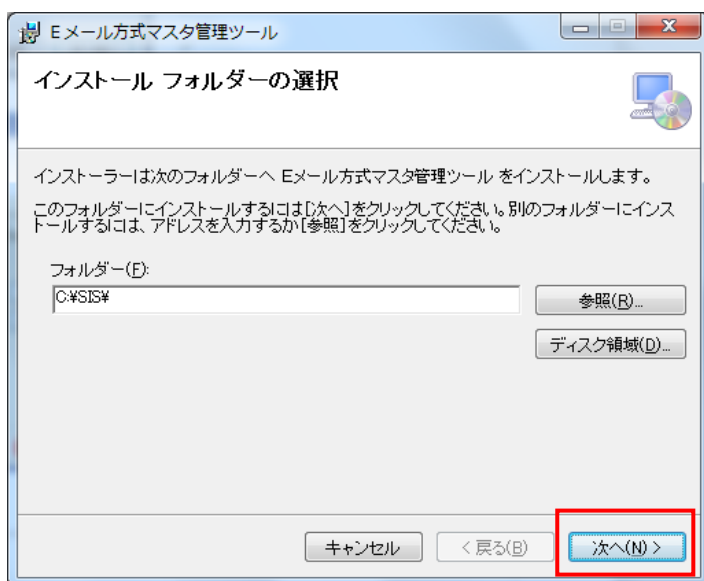 Eメール方式マスタ管理ツール
インストール フォルダーの選択
インストーラーは次のフォルダーへ Eメール方式マスタ管理ツール をインストールします。
このフォルダーにインストールするには[次へ]をクリックしてください。別のフォルダーにインス
トールするには、アドレスを入力するか[参照]をクリックしてください。
フォルダー(F):
C:¥SIS¥
参照(R)...
ディスク領域(D)...
キャンセル
< 戻る(B)
次へ(N) >